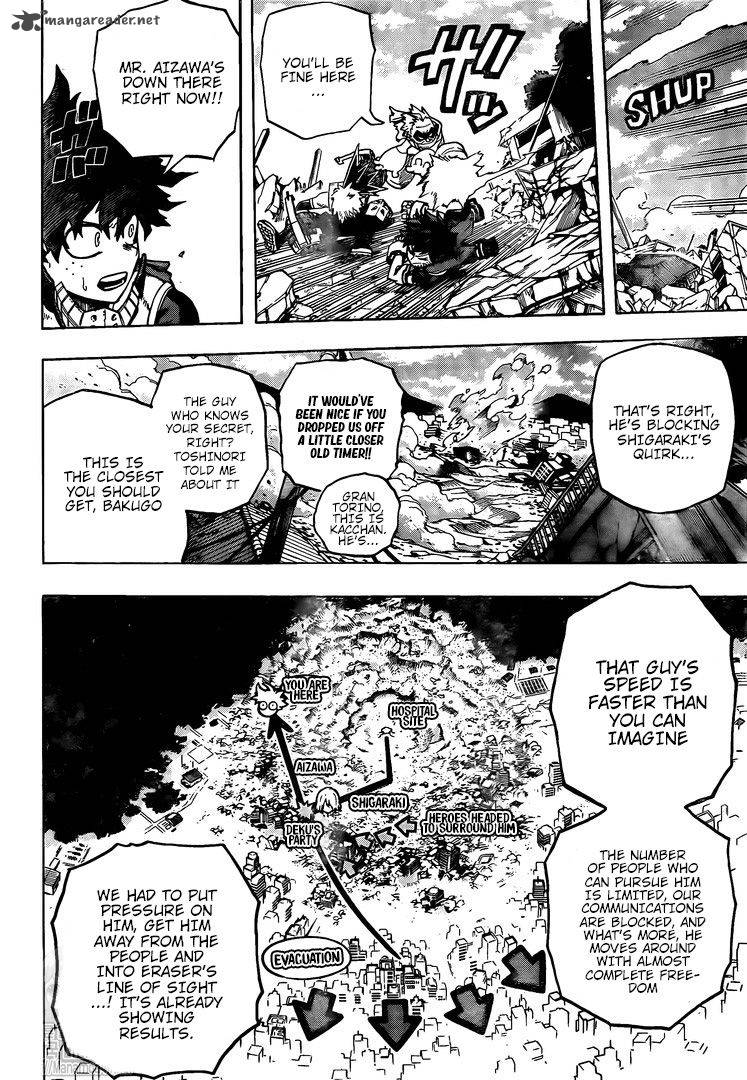 mangareader.net
SHUP
YOU'LL BE
FINE HERE
...
ザッ
MR. AIZAWA'S
DOWN THERE
RIGHT NOW!!
THAT'S RIGHT,
HE'S BLOCKING
SHIGARAKI'S
QUIRK...
IT WOULD'VE
BEEN NICE IF YOU
DROPPED US OFF
A LITTLE CLOSER
OLD TIMER!!
GRAN
TORINO,
THIS IS
KACCHAN.
HE'S...
THE GUY
WHO KNOWS
YOUR SECRET,
RIGHT?
TOSHINORI
TOLD ME
ABOUT IT
THIS IS
THE CLOSEST
YOU SHOULD
GET, BAKUGO
THAT GUY'S
SPEED IS
FASTER THAN
YOU CAN
IMAGINE
YOU ARE
HERE
HOSPITAL
SITE
AIZAWA
SHIGARAKI
DEKU'S
PARTY
HEROES HEADED
TO SURROUND HIM
THE NUMBER
OF PEOPLE WHO
CAN PURSUE HIM
IS LIMITED, OUR
COMMUNICATIONS
ARE BLOCKED, AND
WHAT'S MORE, HE
MOVES AROUND
WITH ALMOST
COMPLETE FREE-
DOM
WE HAD TO PUT
PRESSURE ON
HIM, GET HIM
AWAY FROM THE
PEOPLE AND
INTO ERASER'S
LINE OF SIGHT
...! IT'S ALREADY
SHOWING
RESULTS.
EVACUATION